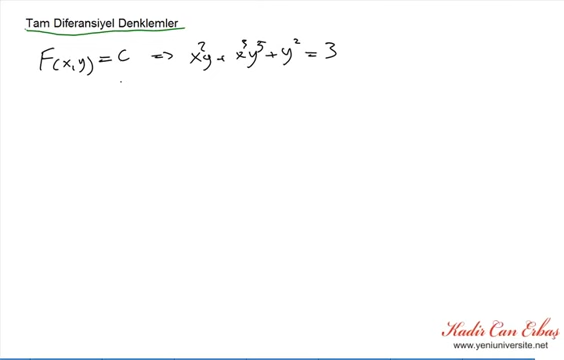 Tam Diferansiyel Denklemler
F(x,y) = C ⇒ x²y + x³y⁵ + y² = 3
Kadir Can Erbaş
www.yeniuniversite.net